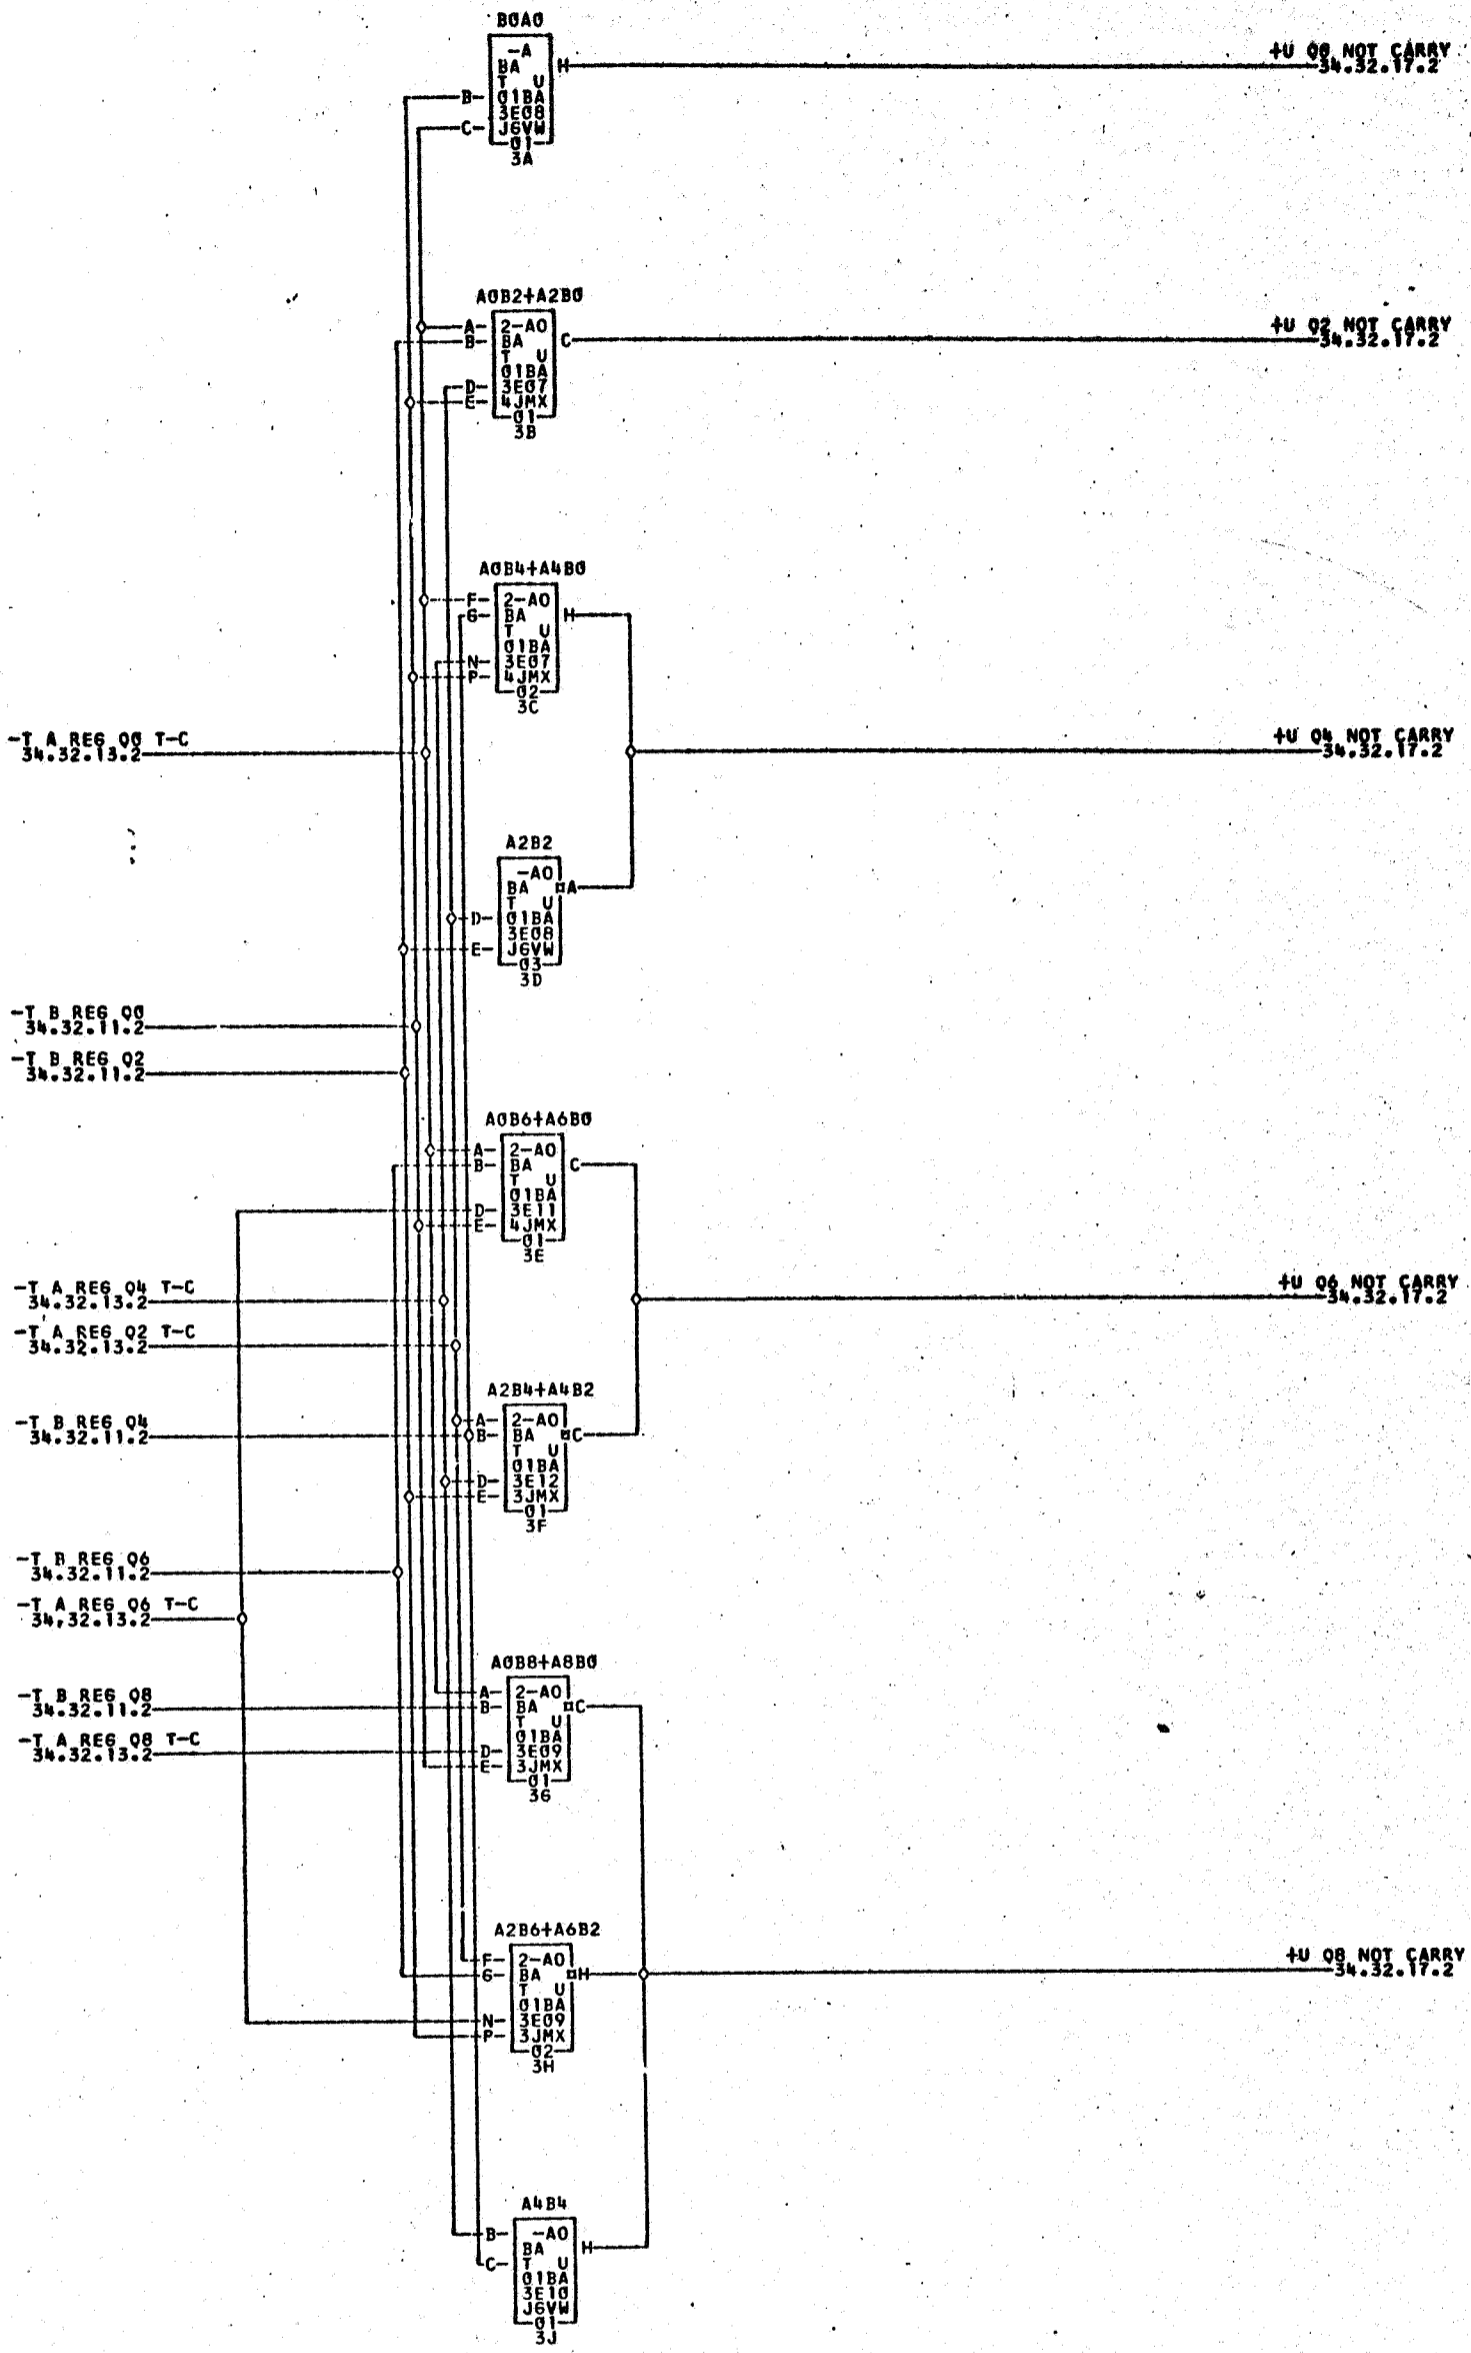 B0A0
-A
BA H
T U
B- 01BA
3E08
C- J6VW
01
3A
+U 00 NOT CARRY
34.32.17.2
A0B2+A2B0
A- 2-AO
B- BA C
T U
01BA
D- 3E07
E- 4JMX
01
3B
+U 02 NOT CARRY
34.32.17.2
A0B4+A4B0
F- 2-AO
G- BA H
T U
01BA
N- 3E07
P- 4JMX
02
3C
-T A REG 00 T-C
34.32.13.2
+U 04 NOT CARRY
34.32.17.2
A2B2
-AO
BA A
T U
D- 01BA
3E08
E- J6VW
03
3D
-T B REG 00
34.32.11.2
-T B REG 02
34.32.11.2
A0B6+A6B0
A- 2-AO
B- BA C
T U
01BA
D- 3E11
E- 4JMX
01
3E
-T A REG 04 T-C
34.32.13.2
-T A REG 02 T-C
34.32.13.2
+U 06 NOT CARRY
34.32.17.2
A2B4+A4B2
A- 2-AO
B- BA C
T U
01BA
D- 3E12
E- 3JMX
01
3F
-T B REG 04
34.32.11.2
-T B REG 06
34.32.11.2
-T A REG 06 T-C
34.32.13.2
A0B8+A8B0
A- 2-AO
B- BA C
T U
01BA
D- 3E09
E- 3JMX
01
3G
-T B REG 08
34.32.11.2
-T A REG 08 T-C
34.32.13.2
A2B6+A6B2
F- 2-AO
G- BA H
T U
01BA
N- 3E09
P- 3JMX
02
3H
+U 08 NOT CARRY
34.32.17.2
A4B4
B- -AO
BA H
C- T U
01BA
3E10
J6VW
01
3J